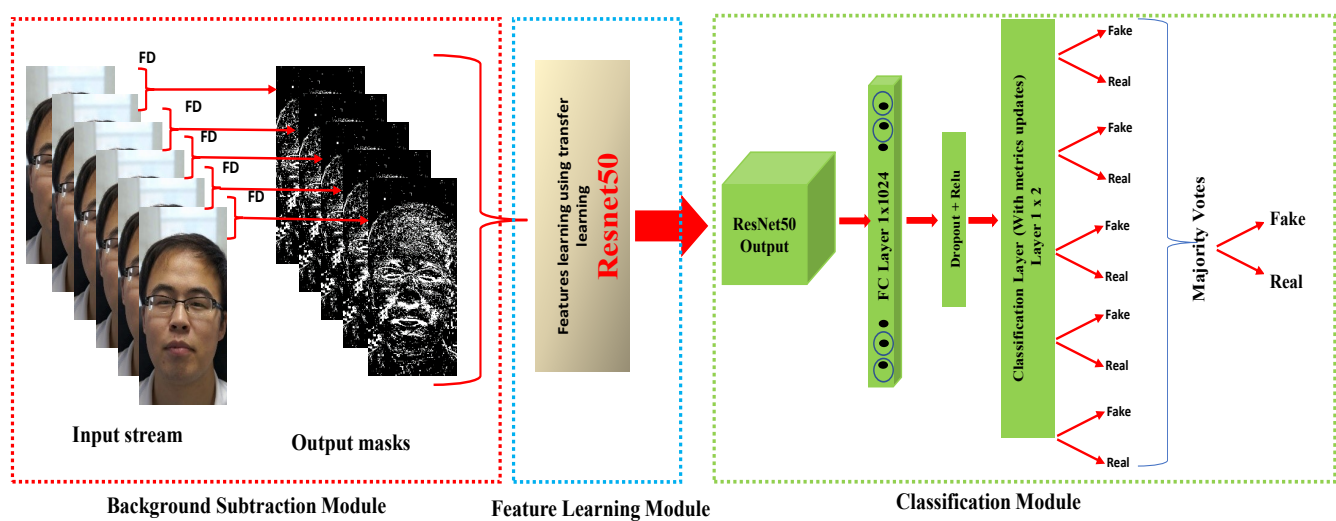 FD
FD
FD
FD
FD
Input stream
Output masks
Background Subtraction Module
Features learning using transfer
learning
Resnet50
Feature Learning Module
ResNet50
Output
FC Layer 1x1024
Dropout + Relu
Classification Layer (With metrics updates)
Layer 1 x 2
Fake
Real
Fake
Real
Fake
Real
Fake
Real
Fake
Real
Majority Votes
Fake
Real
Classification Module